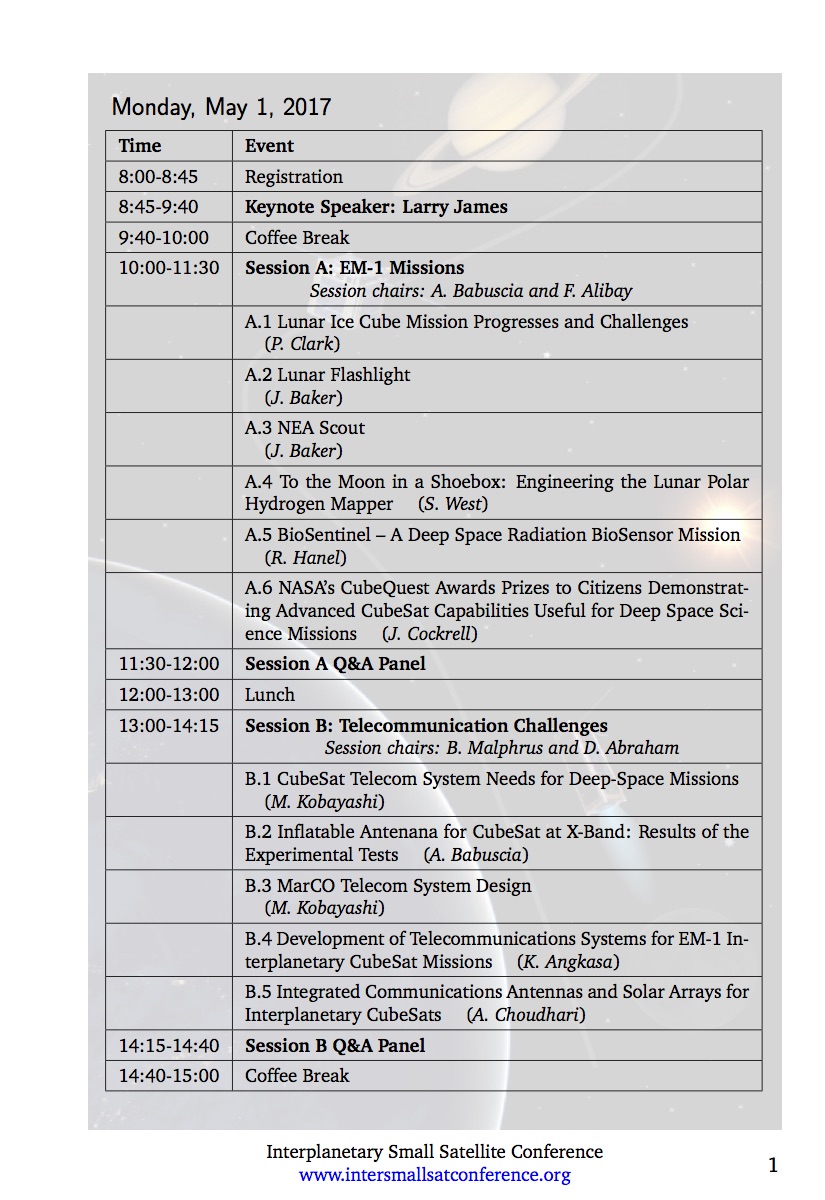 Monday, May 1, 2017
Time Event
8:00-8:45 Registration
8:45-9:40 Keynote Speaker: Larry James
9:40-10:00 Coffee Break
10:00-11:30 Session A: EM-1 Missions
Session chairs: A. Babuscia and F. Alibay
A.1 Lunar Ice Cube Mission Progresses and Challenges
(P. Clark)
A.2 Lunar Flashlight
(J. Baker)
A.3 NEA Scout
(J. Baker)
A.4 To the Moon in a Shoebox: Engineering the Lunar Polar
Hydrogen Mapper (S. West)
A.5 BioSentinel – A Deep Space Radiation BioSensor Mission
(R. Hanel)
A.6 NASA's CubeQuest Awards Prizes to Citizens Demonstrat-
ing Advanced CubeSat Capabilities Useful for Deep Space Sci-
ence Missions (J. Cockrell)
11:30-12:00 Session A Q&A Panel
12:00-13:00 Lunch
13:00-14:15 Session B: Telecommunication Challenges
Session chairs: B. Malphrus and D. Abraham
B.1 CubeSat Telecom System Needs for Deep-Space Missions
(M. Kobayashi)
B.2 Inflatable Antenana for CubeSat at X-Band: Results of the
Experimental Tests (A. Babuscia)
B.3 MarCO Telecom System Design
(M. Kobayashi)
B.4 Development of Telecommunications Systems for EM-1 In-
terplanetary CubeSat Missions (K. Angkasa)
B.5 Integrated Communications Antennas and Solar Arrays for
Interplanetary CubeSats (A. Choudhari)
14:15-14:40 Session B Q&A Panel
14:40-15:00 Coffee Break
Interplanetary Small Satellite Conference
www.intersmallsatconference.org
1